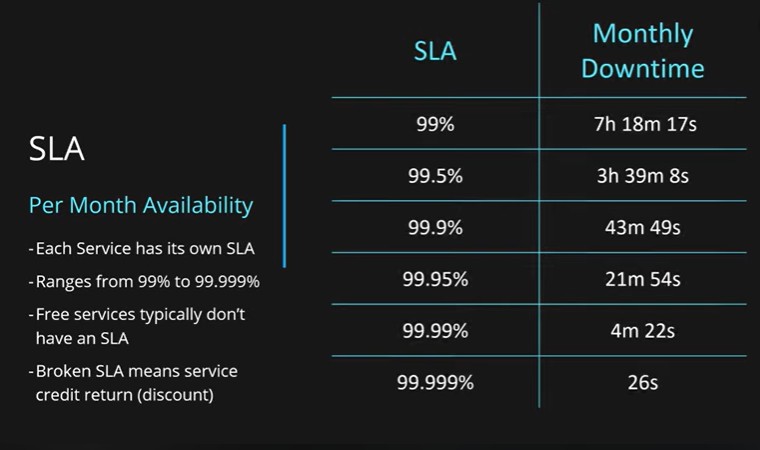 SLA
Per Month Availability
-Each Service has its own SLA
-Ranges from 99% to 99.999%
-Free services typically don’t
have an SLA
-Broken SLA means service
credit return (discount)
SLA
Monthly
Downtime
99% 7h 18m 17s
99.5% 3h 39m 8s
99.9% 43m 49s
99.95% 21m 54s
99.99% 4m 22s
99.999% 26s